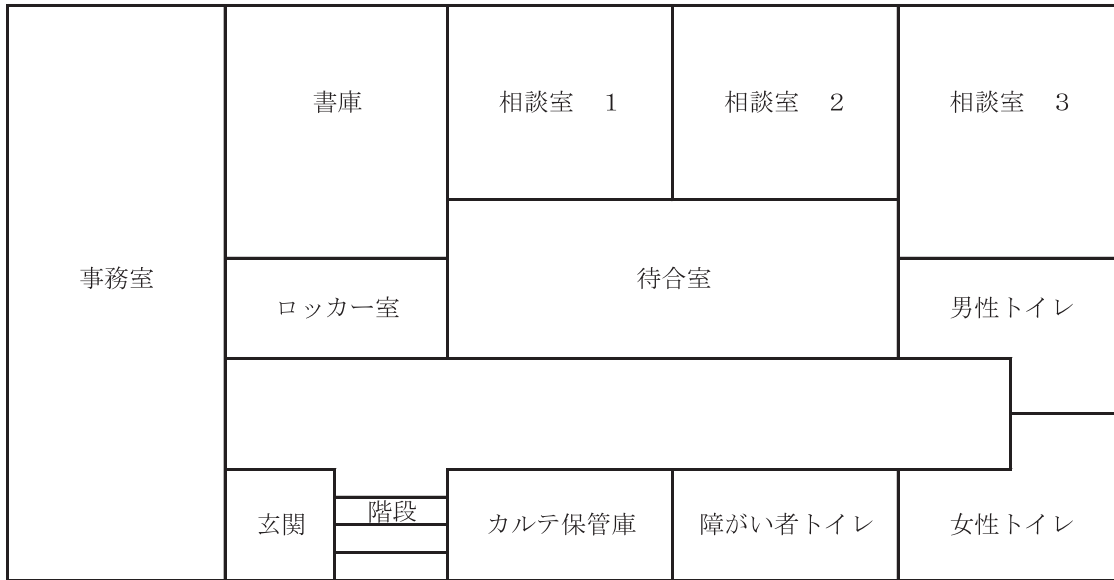 書庫
相談室　１
相談室　２
相談室　３
事務室
待合室
ロッカー室
男性トイレ
階段
玄関
カルテ保管庫
障がい者トイレ
女性トイレ